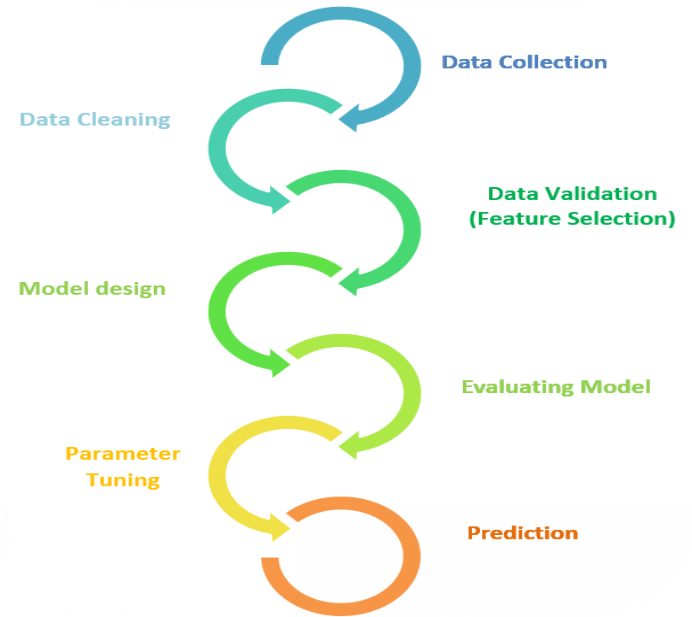 Data Collection
Data Cleaning
Data Validation
(Feature Selection)
Model design
Evaluating Model
Parameter
Tuning
Prediction